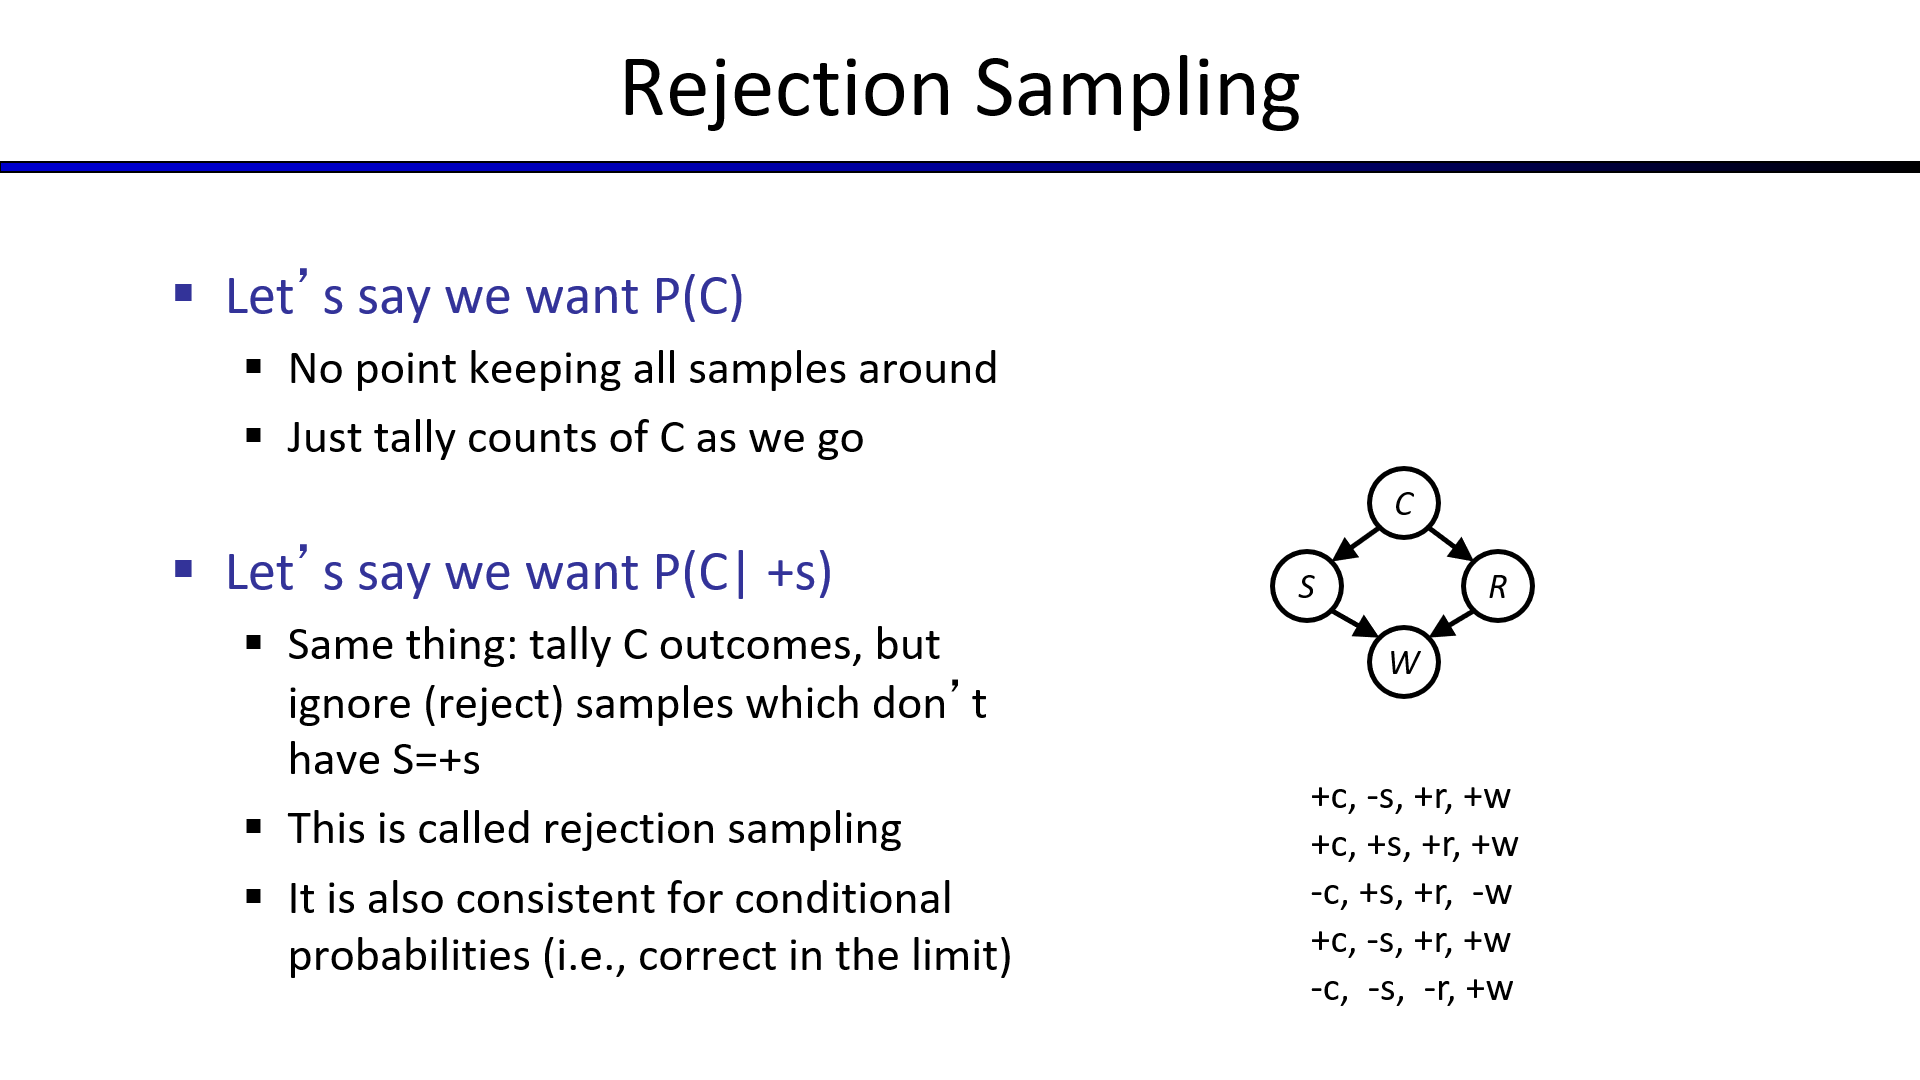 Rejection Sampling
▪ Let’s say we want P(C)
▪ No point keeping all samples around
▪ Just tally counts of C as we go
▪ Let’s say we want P(C| +s)
▪ Same thing: tally C outcomes, but
ignore (reject) samples which don’t
have S=+s
▪ This is called rejection sampling
▪ It is also consistent for conditional
probabilities (i.e., correct in the limit)
C
S R
W
+c, -s, +r, +w
+c, +s, +r, +w
-c, +s, +r, -w
+c, -s, +r, +w
-c, -s, -r, +w